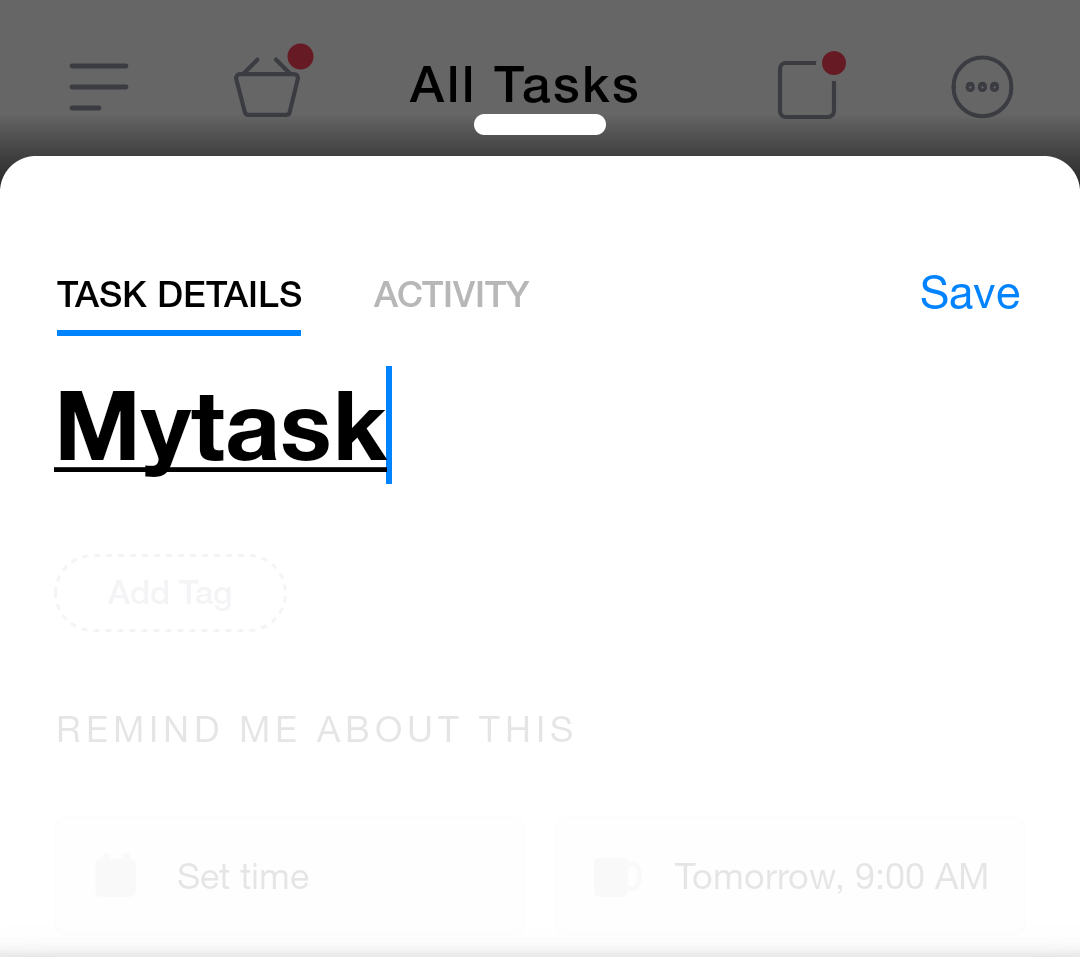 All Tasks
TASK DETAILS ACTIVITY Save
Mytask
Add Tag
REMIND ME ABOUT THIS
Set time Tomorrow, 9:00 AM